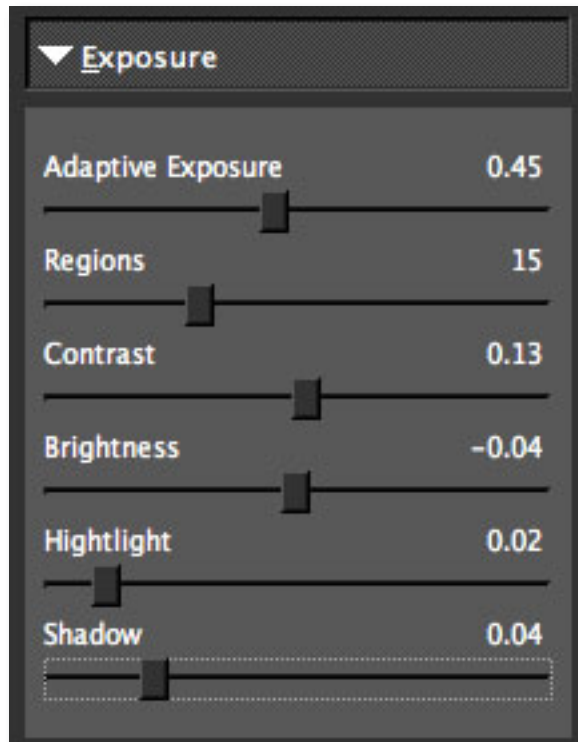 Exposure
Adaptive Exposure 0.45
Regions 15
Contrast 0.13
Brightness -0.04
Hightlight 0.02
Shadow 0.04